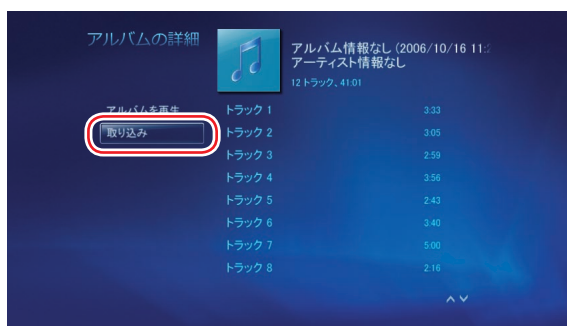 アルバムの詳細
アルバム情報なし (2006/10/16 11:
アーティスト情報なし
12 トラック、41:01
アルバムを再生
取り込み
トラック 1 3:33
トラック 2 3:05
トラック 3 2:59
トラック 4 3:56
トラック 5 2:43
トラック 6 3:40
トラック 7 5:00
トラック 8 2:16